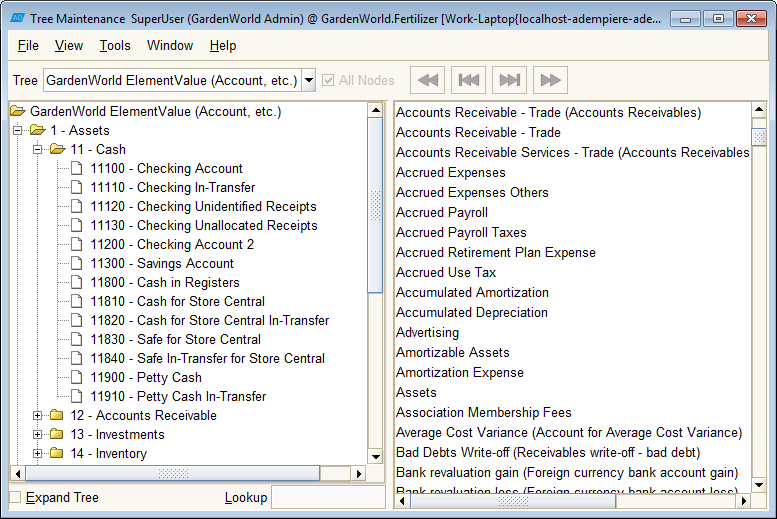 Tree Maintenance SuperUser (GardenWorld Admin) @ GardenWorld.Fertilizer [Work-Laptop{localhost-adempiere-ade...
File View Tools Window Help
Tree GardenWorld ElementValue (Account, etc.) All Nodes
GardenWorld ElementValue (Account, etc.)
1 - Assets
11 - Cash
11100 - Checking Account
11110 - Checking In-Transfer
11120 - Checking Unidentified Receipts
11130 - Checking Unallocated Receipts
11200 - Checking Account 2
11300 - Savings Account
11800 - Cash in Registers
11810 - Cash for Store Central
11820 - Cash for Store Central In-Transfer
11830 - Safe for Store Central
11840 - Safe In-Transfer for Store Central
11900 - Petty Cash
11910 - Petty Cash In-Transfer
12 - Accounts Receivable
13 - Investments
14 - Inventory
Expand Tree Lookup
Accounts Receivable - Trade (Accounts Receivables)
Accounts Receivable - Trade
Accounts Receivable Services - Trade (Accounts Receivables
Accrued Expenses
Accrued Expenses Others
Accrued Payroll
Accrued Payroll Taxes
Accrued Retirement Plan Expense
Accrued Use Tax
Accumulated Amortization
Accumulated Depreciation
Advertising
Amortizable Assets
Amortization Expense
Assets
Association Membership Fees
Average Cost Variance (Account for Average Cost Variance)
Bad Debts Write-off (Receivables write-off - bad debt)
Bank revaluation gain (Foreign currency bank account gain)
Bank revaluation loss (Foreign currency bank account loss)